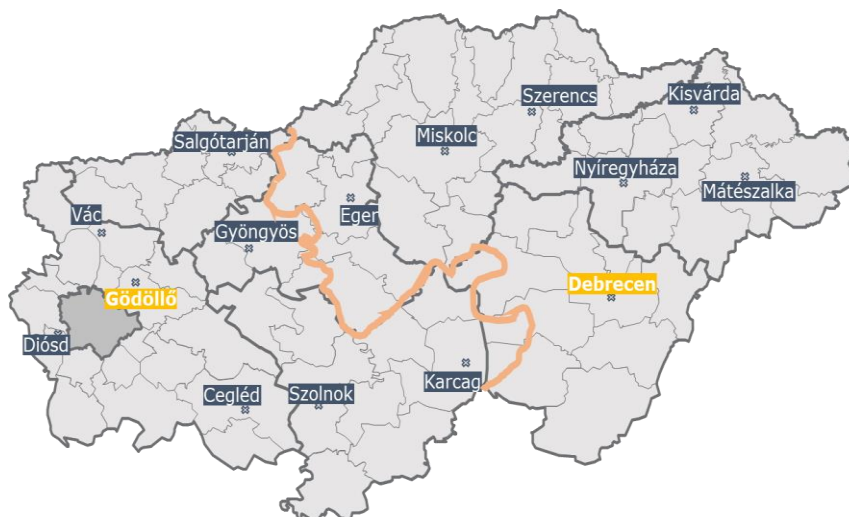 Szerencs
Kisvárda
Salgótarján
Miskolc
Nyíregyháza
Mátészalka
Vác
Gyöngyös
Eger
Debrecen
Gödöllő
Diósd
Cegléd
Szolnok
Karcag